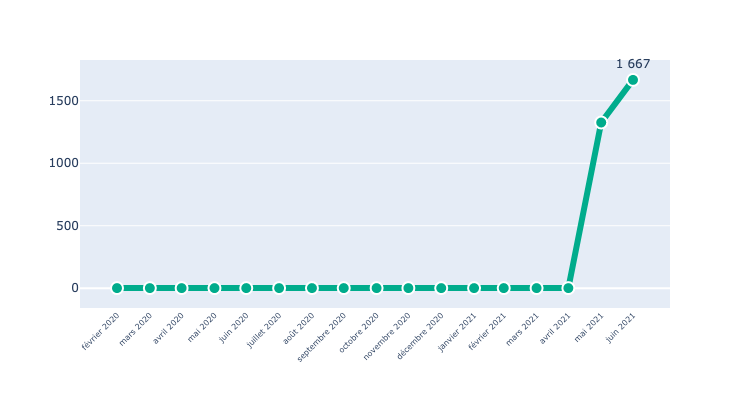 1 667
1500
1000
500
0
février 2020
mars 2020
avril 2020
mai 2020
juin 2020
juillet 2020
août 2020
septembre 2020
octobre 2020
novembre 2020
décembre 2020
janvier 2021
février 2021
mars 2021
avril 2021
mai 2021
juin 2021